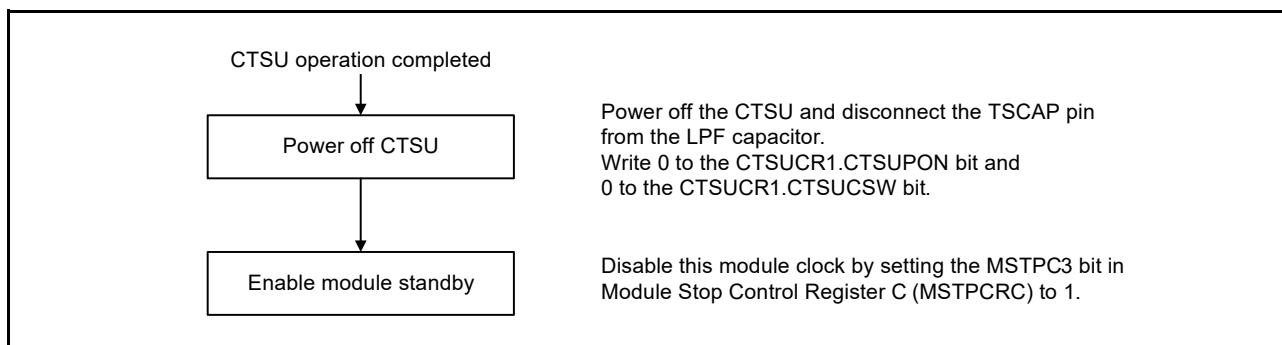 CTSU operation completed
Power off CTSU
Power off the CTSU and disconnect the TSCAP pin
from the LPF capacitor.
Write 0 to the CTSUCR1.CTSUPON bit and
0 to the CTSUCR1.CTSUCSW bit.
Enable module standby
Disable this module clock by setting the MSTPC3 bit in
Module Stop Control Register C (MSTPCRC) to 1.